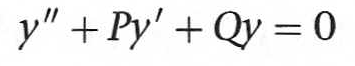 y″ + Py′ + Qy = 0